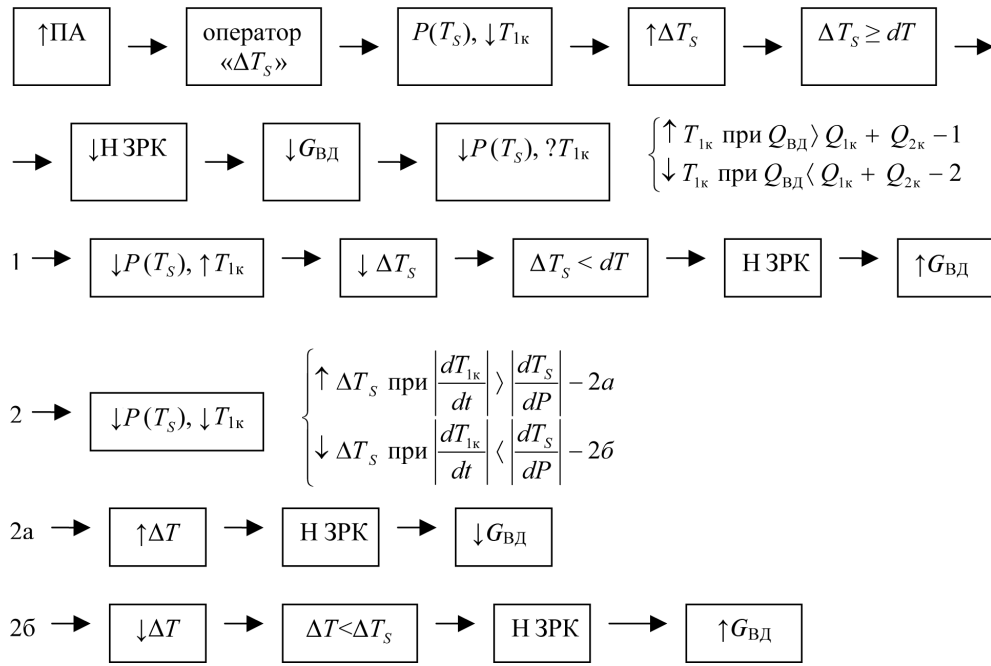 ↑ПА → оператор «ΔT_S» → P(T_S), ↓T_1к → ↑ΔT_S → ΔT_S ≥ dT →
→ ↓Н ЗРК → ↓G_ВД → ↓P(T_S), ?T_1к { ↑ T_1к при Q_ВД 〉 Q_1к + Q_2к − 1
↓ T_1к при Q_ВД 〈 Q_1к + Q_2к − 2
1 → ↓P(T_S), ↑T_1к → ↓ ΔT_S → ΔT_S < dT → Н ЗРК → ↑G_ВД
2 → ↓P(T_S), ↓T_1к { ↑ ΔT_S при |dT_1к/dt| 〉 |dT_S/dP| − 2а
↓ ΔT_S при |dT_1к/dt| 〈 |dT_S/dP| − 2б
2а → ↑ΔT → Н ЗРК → ↓G_ВД
2б → ↓ΔT → ΔT<ΔT_S → Н ЗРК → ↑G_ВД